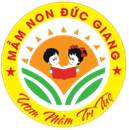 MẦM NON ĐỨC GIANG
Ươm Mầm Trí Tuệ